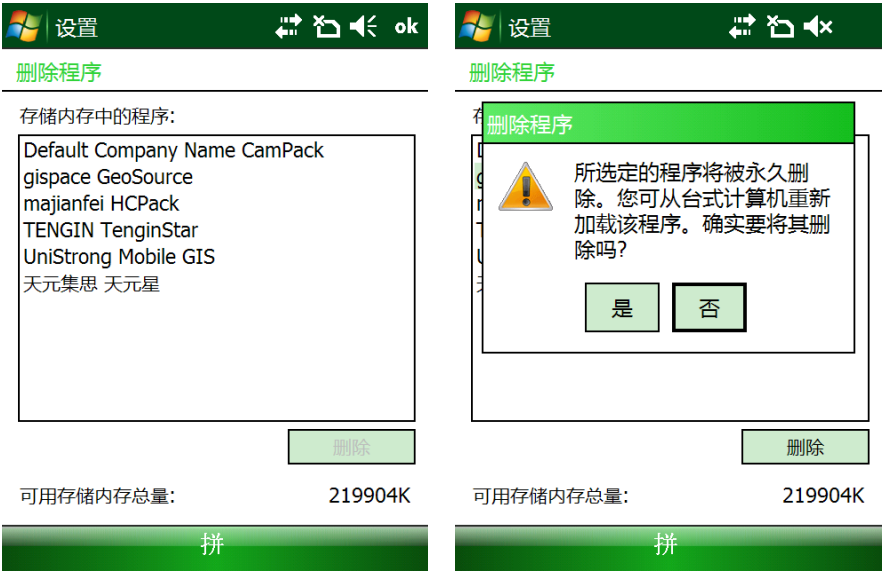 设置
ok
删除程序
存储内存中的程序:
Default Company Name CamPack
gispace GeoSource
majianfei HCPack
TENGIN TenginStar
UniStrong Mobile GIS
天元集思 天元星
删除
可用存储内存总量:
219904K
拼
设置
删除程序
删除程序
所选定的程序将被永久删
除。您可从台式计算机重新
加载该程序。确实要将其删
除吗?
是
否
删除
可用存储内存总量:
219904K
拼